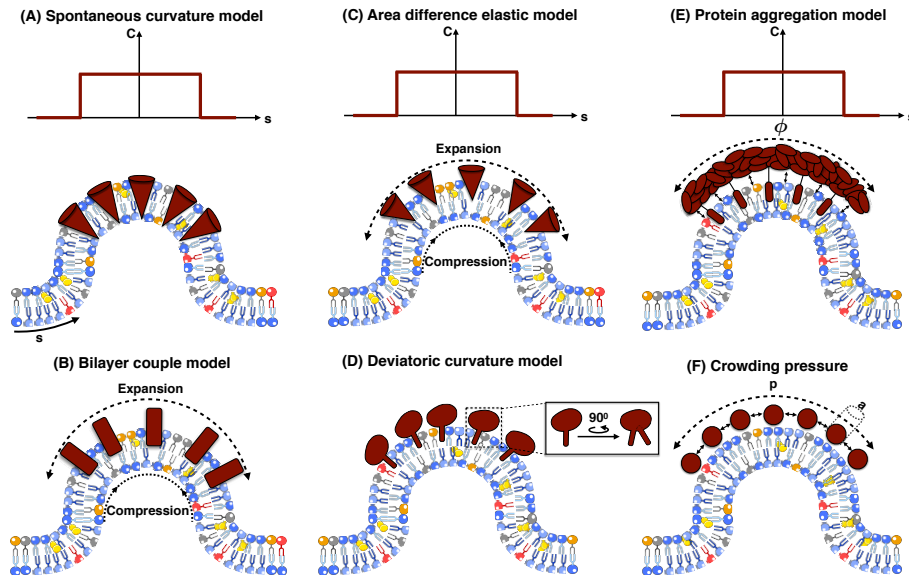 (A) Spontaneous curvature model
C
s
s
(B) Bilayer couple model
Expansion
Compression
(C) Area difference elastic model
C
s
Expansion
Compression
(D) Deviatoric curvature model
90⁰
(E) Protein aggregation model
C
s
ϕ
(F) Crowding pressure
p
a